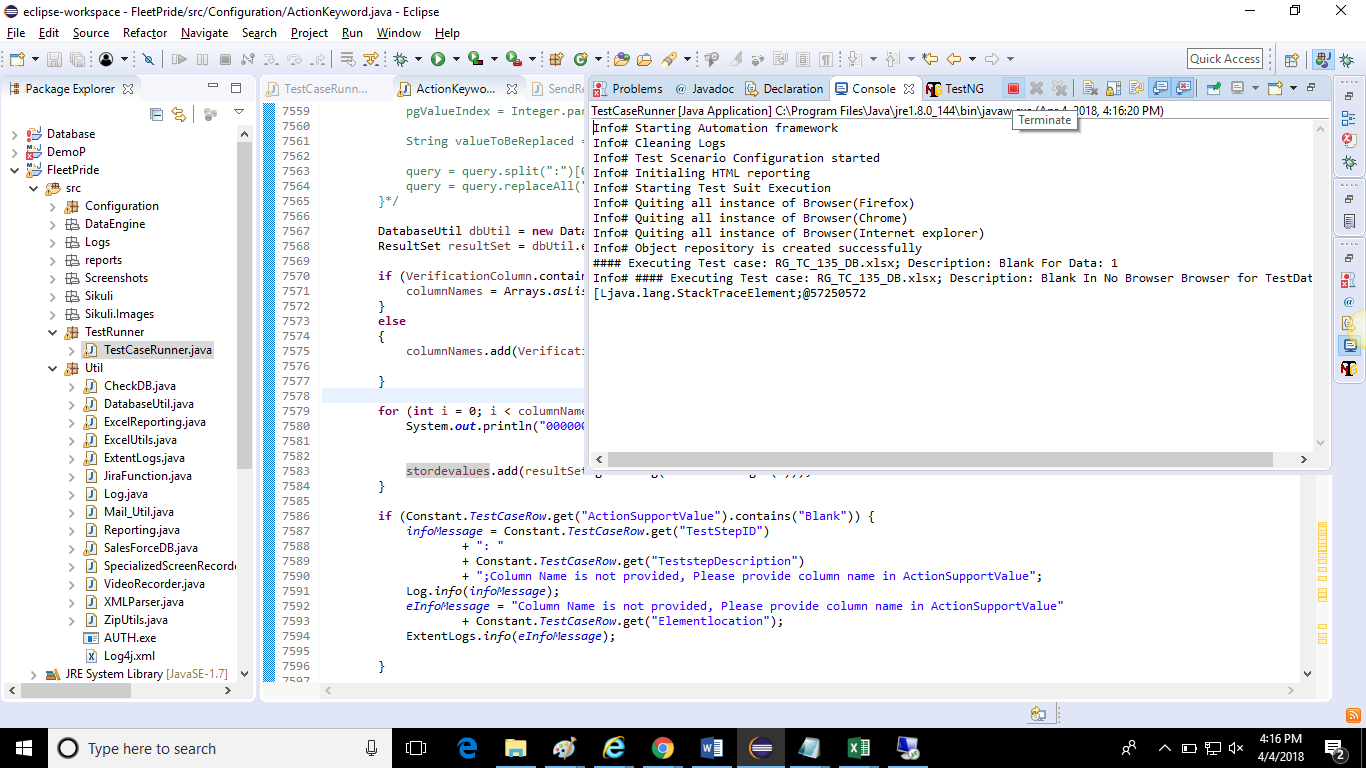 eclipse-workspace - FleetPride/src/Configuration/ActionKeyword.java - Eclipse
File Edit Source Refactor Navigate Search Project Run Window Help
Quick Access
Package Explorer
Database
DemoP
FleetPride
src
Configuration
DataEngine
Logs
reports
Screenshots
Sikuli
Sikuli.Images
TestRunner
TestCaseRunner.java
Util
CheckDB.java
DatabaseUtil.java
ExcelReporting.java
ExcelUtils.java
ExtentLogs.java
JiraFunction.java
Log.java
Mail_Util.java
Reporting.java
SalesForceDB.java
SpecializedScreenRecorde
VideoRecorder.java
XMLParser.java
ZipUtils.java
AUTH.exe
Log4j.xml
JRE System Library [JavaSE-1.7]
TestCaseRunn... ActionKeywo... SendRe
7559 pgValueIndex = Integer.par
7560
7561 String valueToBeReplaced =
7562
7563 query = query.split(":")[0
7564 query = query.replaceAll("
7565 }*/
7566
7567 DatabaseUtil dbUtil = new Data
7568 ResultSet resultSet = dbUtil.e
7569
7570 if (VerificationColumn.contain
7571 columnNames = Arrays.asLis
7572 }
7573 else
7574 {
7575 columnNames.add(Verificati
7576
7577 }
7578
7579 for (int i = 0; i < columnName
7580 System.out.println("000000
7581
7582
7583 stordevalues.add(resultSet
7584 }
7585
7586 if (Constant.TestCaseRow.get("ActionSupportValue").contains("Blank")) {
7587 infoMessage = Constant.TestCaseRow.get("TestStepID")
7588 + ": "
7589 + Constant.TestCaseRow.get("TeststepDescription")
7590 + ";Column Name is not provided, Please provide column name in ActionSupportValue";
7591 Log.info(infoMessage);
7592 eInfoMessage = "Column Name is not provided, Please provide column name in ActionSupportValue"
7593 + Constant.TestCaseRow.get("Elementlocation");
7594 ExtentLogs.info(eInfoMessage);
7595
7596 }
7597
Problems @ Javadoc Declaration Console TestNG
TestCaseRunner [Java Application] C:\Program Files\Java\jre1.8.0_144\bin\javaw.exe (Apr 4, 2018, 4:16:20 PM)
Terminate
Info# Starting Automation framework
Info# Cleaning Logs
Info# Test Scenario Configuration started
Info# Initialing HTML reporting
Info# Starting Test Suit Execution
Info# Quiting all instance of Browser(Firefox)
Info# Quiting all instance of Browser(Chrome)
Info# Quiting all instance of Browser(Internet explorer)
Info# Object repository is created successfully
#### Executing Test case: RG_TC_135_DB.xlsx; Description: Blank For Data: 1
Info# #### Executing Test case: RG_TC_135_DB.xlsx; Description: Blank In No Browser Browser for TestDat
[Ljava.lang.StackTraceElement;@57250572
Type here to search
4:16 PM
4/4/2018
2